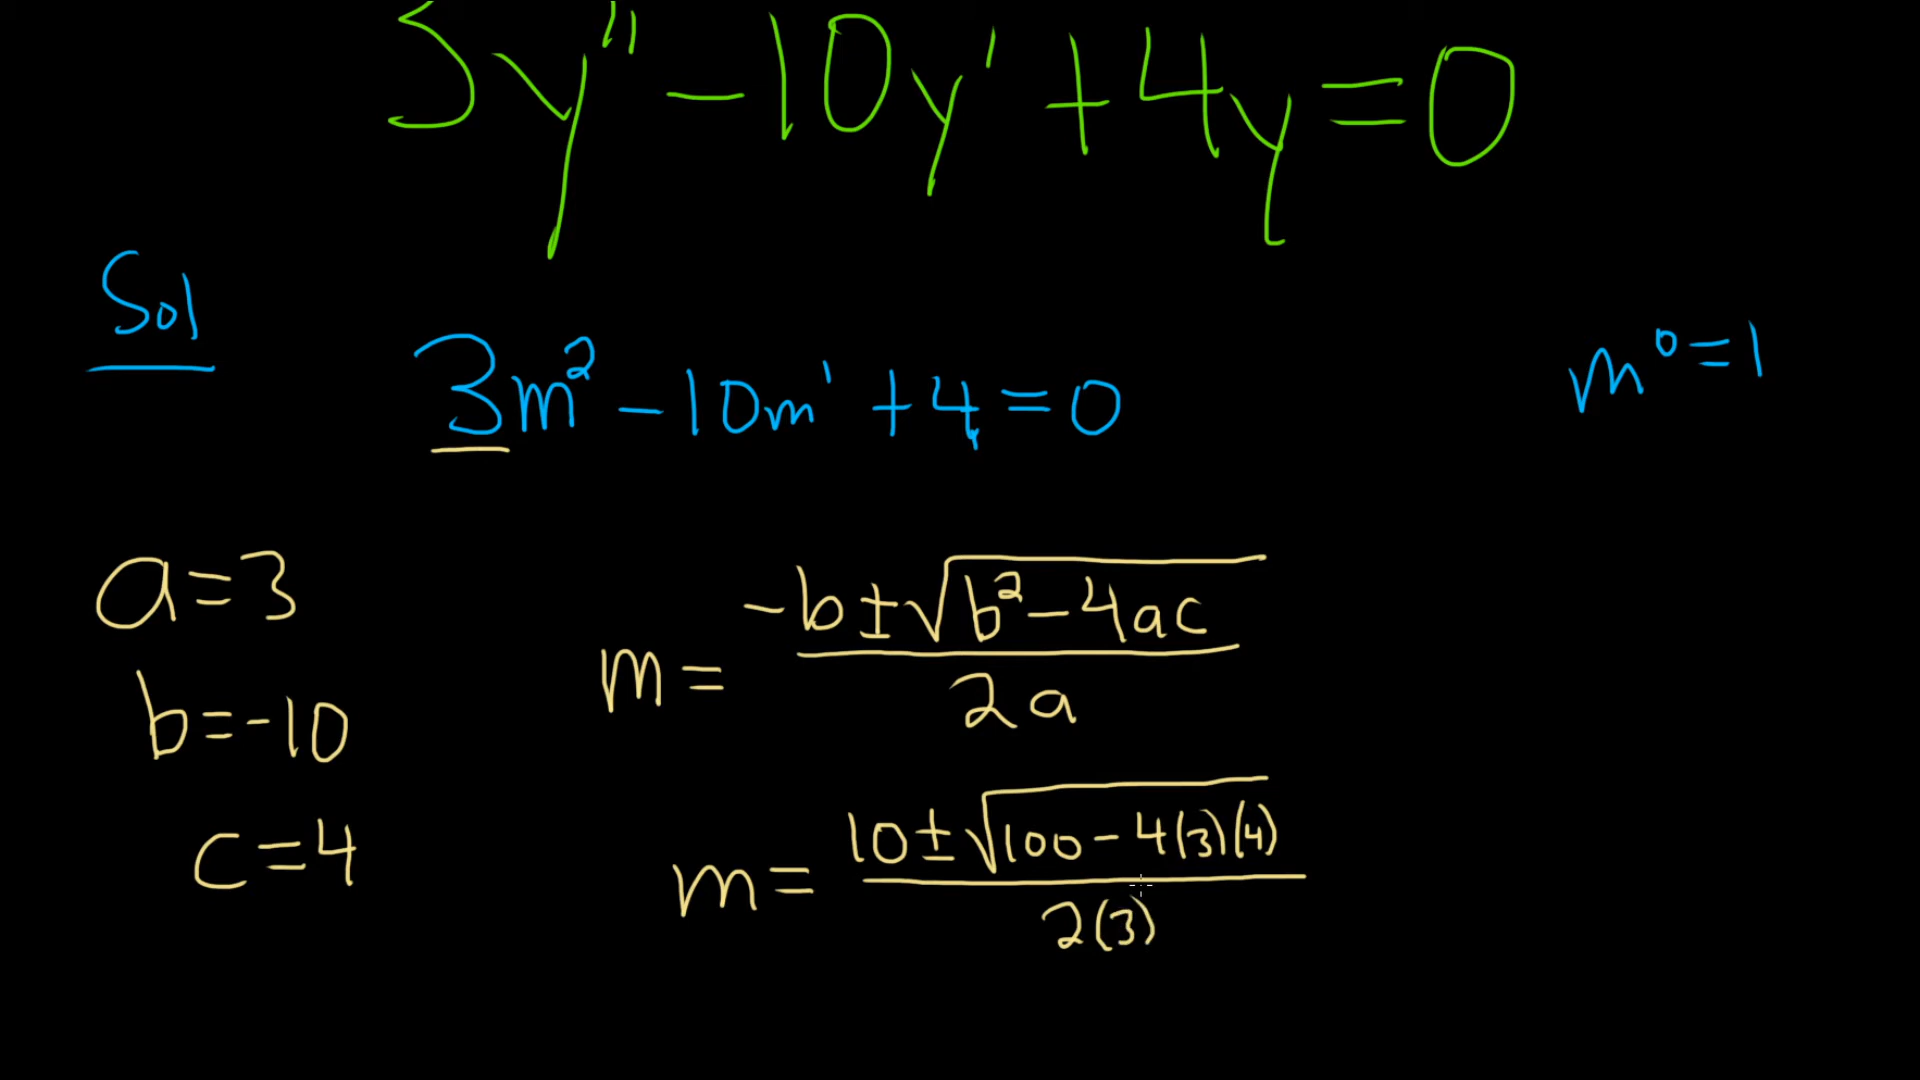 3y'' - 10y' + 4y = 0
Sol
3m² - 10m' + 4 = 0
m⁰ = 1
a = 3
b = -10
c = 4
m = (-b ± √(b² - 4ac)) / 2a
m = (10 ± √(100 - 4(3)(4))) / 2(3)